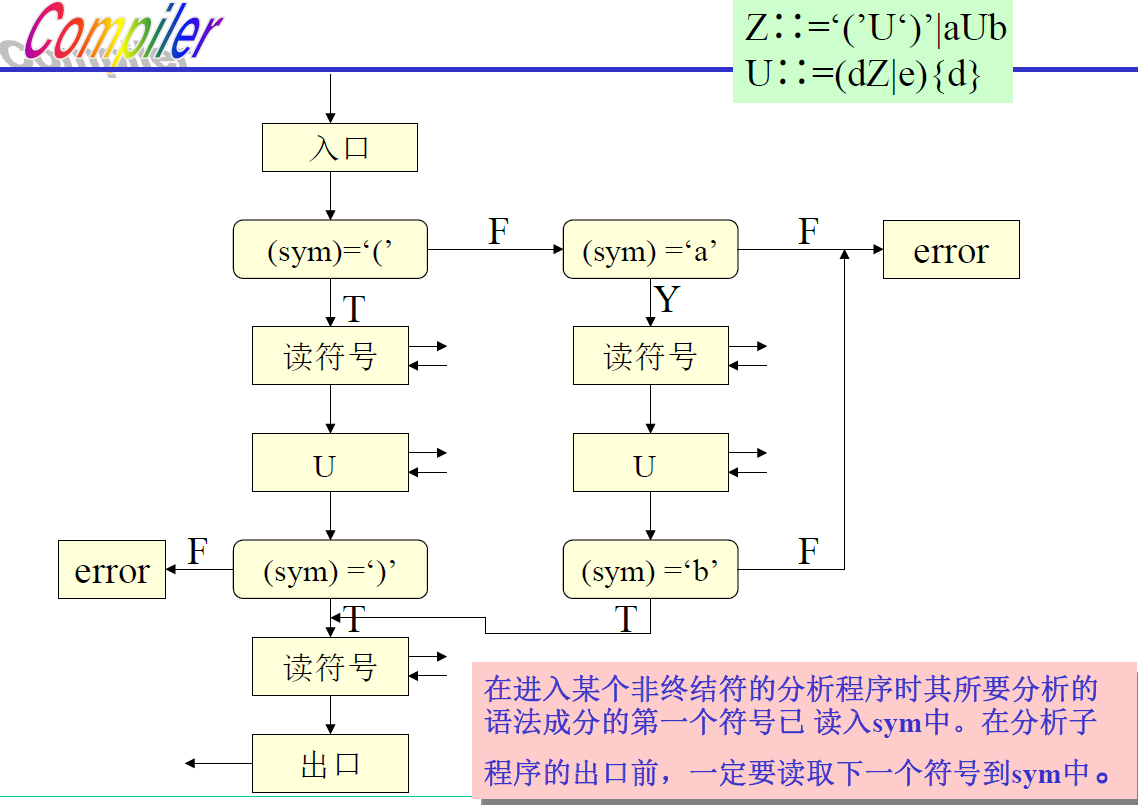 Compiler
Z∷=‘(’U‘)’|aUb
U∷=(dZ|e){d}
入口
(sym)=‘(’
F
(sym) =‘a’
F
error
T
Y
读符号
读符号
U
U
error
F
(sym) =‘)’
(sym) =‘b’
F
T
T
读符号
出口
在进入某个非终结符的分析程序时其所要分析的
语法成分的第一个符号已 读入sym中。在分析子
程序的出口前，一定要读取下一个符号到sym中。